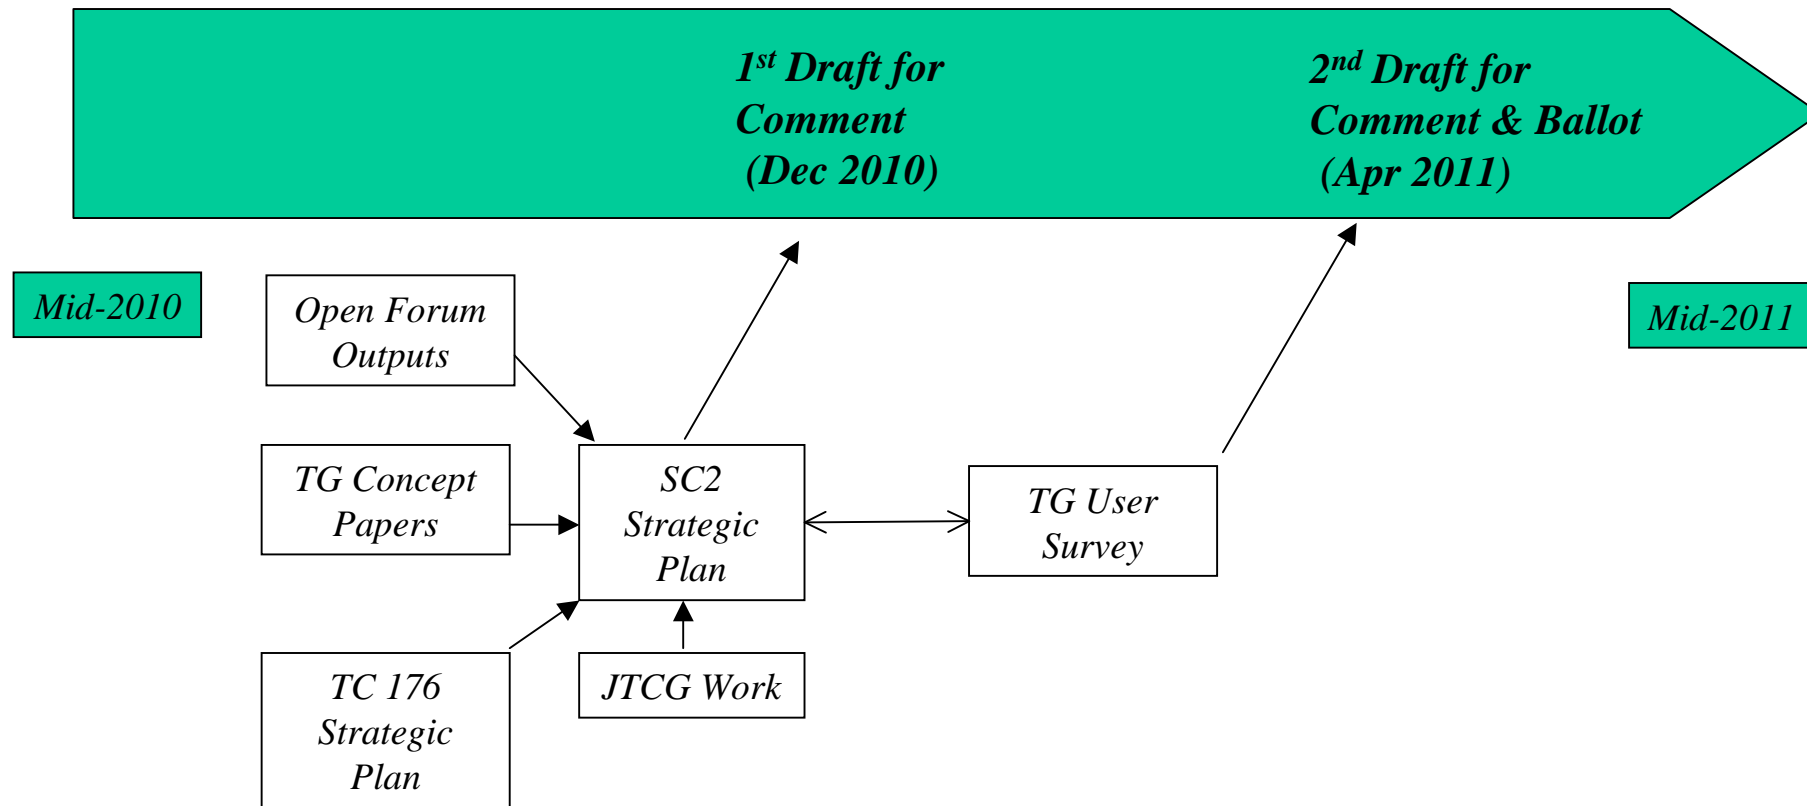 1st Draft for
Comment
(Dec 2010)
2nd Draft for
Comment & Ballot
(Apr 2011)
Mid-2010
Open Forum
Outputs
Mid-2011
TG Concept
Papers
SC2
Strategic
Plan
TG User
Survey
TC 176
Strategic
Plan
JTCG Work